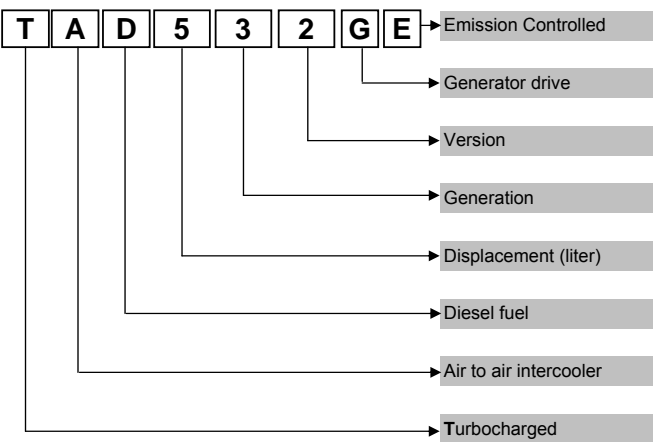 T A D 5 3 2 G E
Emission Controlled
Generator drive
Version
Generation
Displacement (liter)
Diesel fuel
Air to air intercooler
Turbocharged